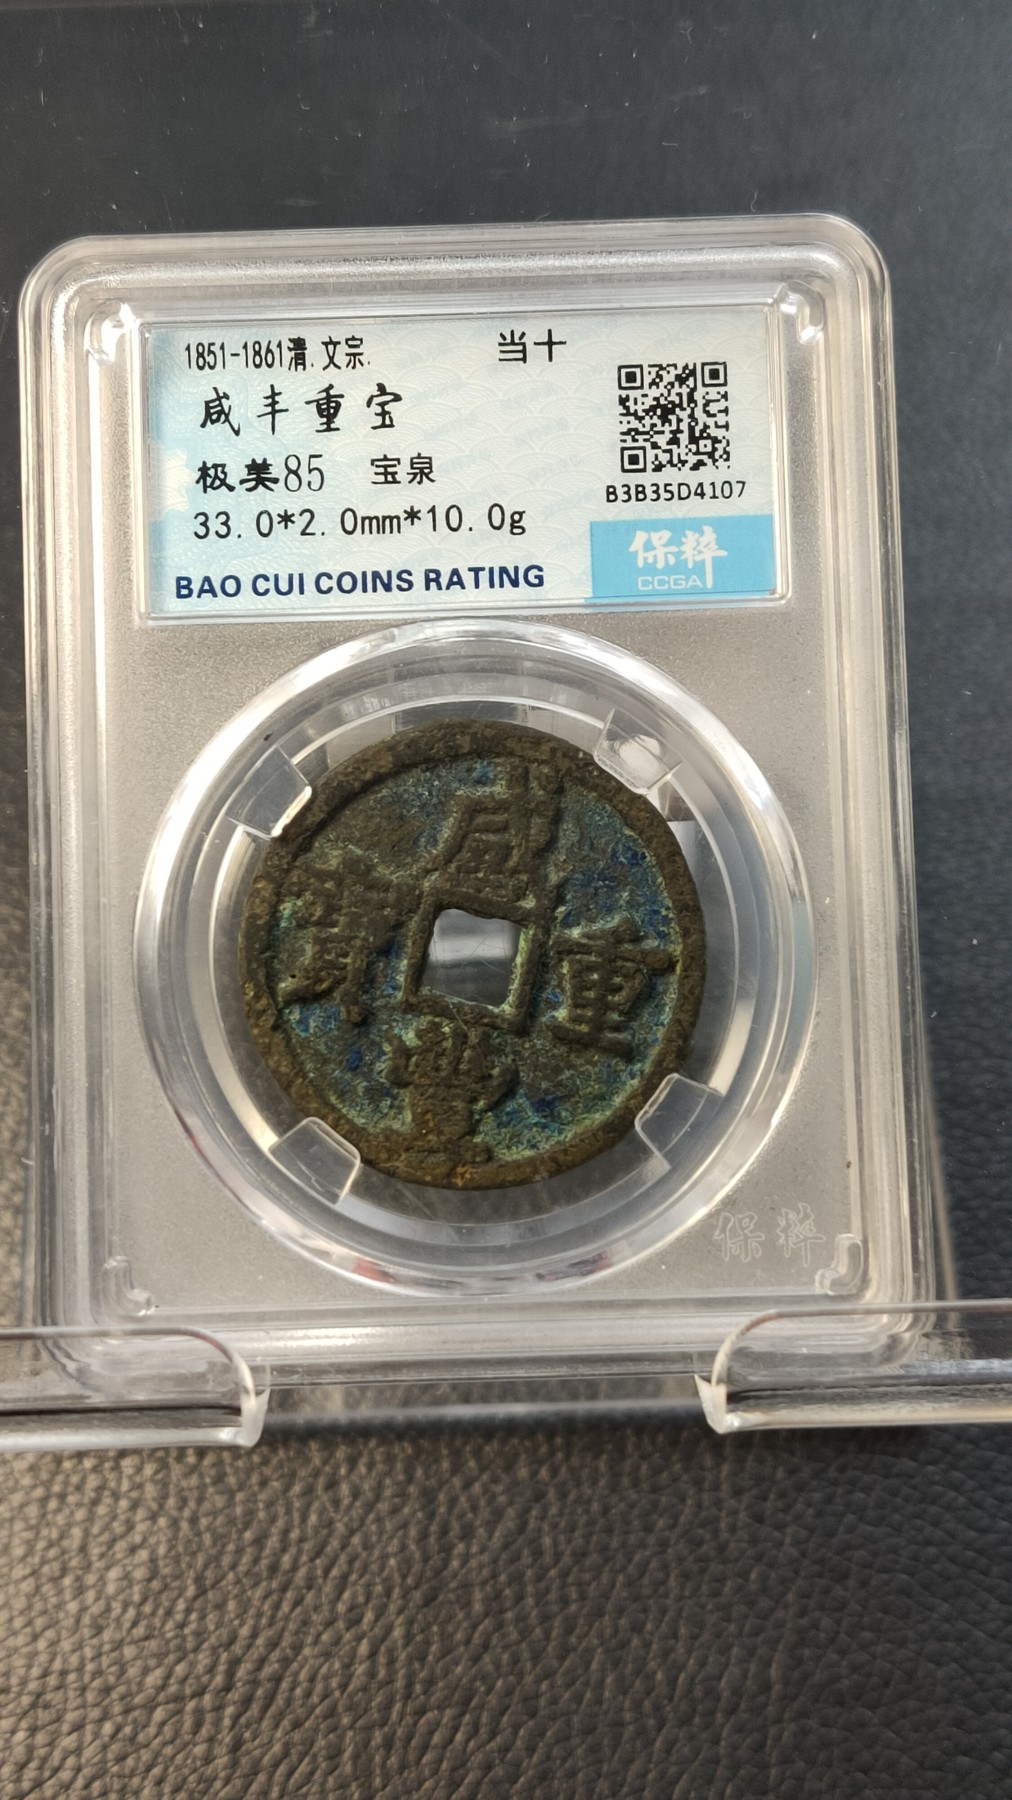 1851-1861清.文宗.
当十
咸丰重宝
极美85 宝泉
33.0*2.0mm*10.0g
B3B35D4107
BAO CUI COINS RATING
保粹
CCGA
咸
寶 重
豐
保粹